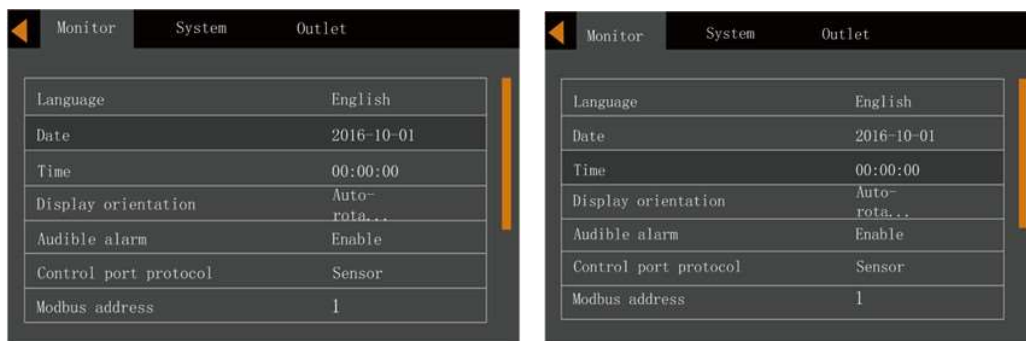 Monitor System Outlet
Language English
Date 2016-10-01
Time 00:00:00
Display orientation Auto-
rota...
Audible alarm Enable
Control port protocol Sensor
Modbus address 1
Monitor System Outlet
Language English
Date 2016-10-01
Time 00:00:00
Display orientation Auto-
rota...
Audible alarm Enable
Control port protocol Sensor
Modbus address 1